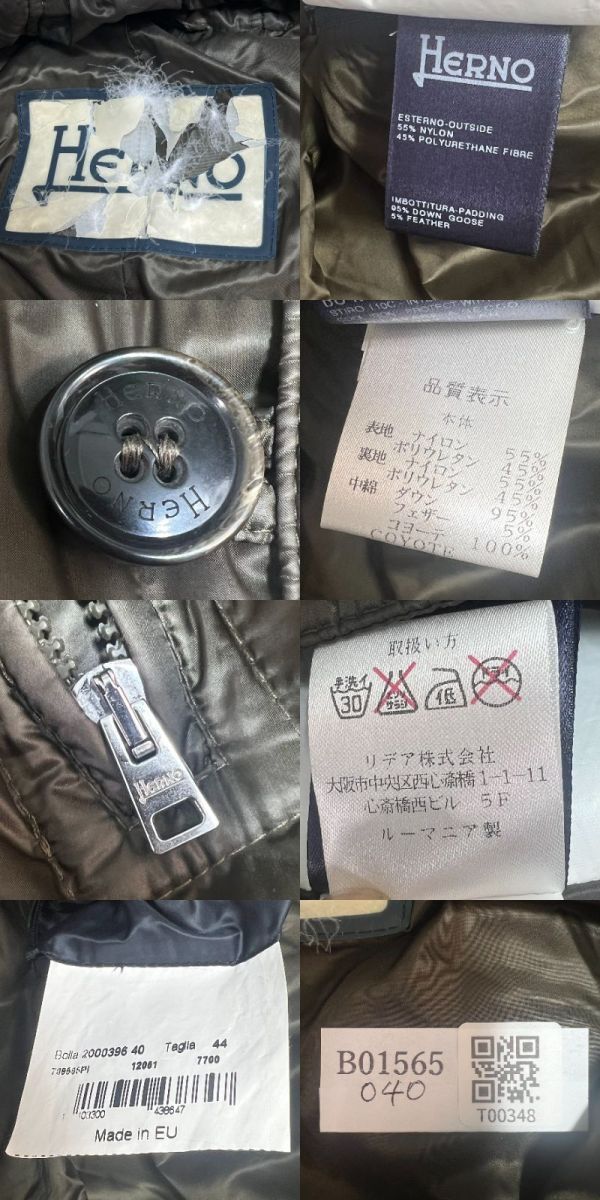 HERNO
HERNO
ESTERNO-OUTSIDE
55% NYLON
45% POLYURETHANE FIBRE
IMBOTTITURA-PADDING
95% DOWN GOOSE
5% FEATHER
HERNO
HERNO
品質表示
本体
表地 ナイロン 55%
ポリウレタン 45%
裏地 ナイロン 55%
ポリウレタン 45%
中綿 ダウン 95%
フェザー 5%
コヨーテ 100%
COYOTE
HERNO
取扱い方
手洗イ 30 低
リデア株式会社
大阪市中央区西心斎橋1-1-11
心斎橋西ビル 5F
ルーマニア製
Bolla 2000396 40 Taglia 44
12061 7700
438647
Made in EU
B01565
040
T00348